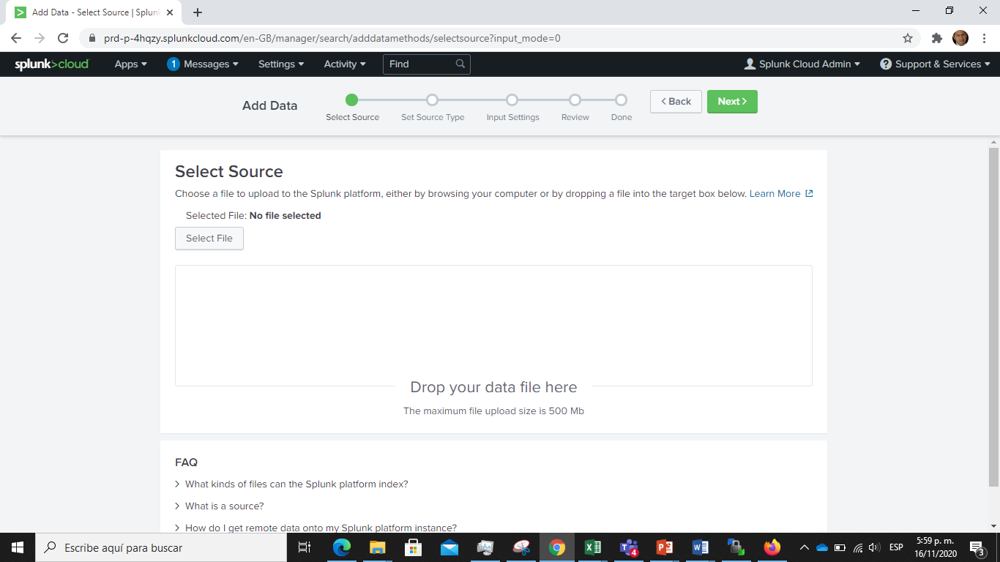 Add Data - Select Source | Splun
prd-p-4hqzy.splunkcloud.com/en-GB/manager/search/adddatamethods/selectsource?input_mode=0
splunk>cloud Apps 1 Messages Settings Activity Find Splunk Cloud Admin ? Support & Services
Add Data
Select Source Set Source Type Input Settings Review Done
< Back Next >
Select Source
Choose a file to upload to the Splunk platform, either by browsing your computer or by dropping a file into the target box below. Learn More
Selected File: No file selected
Select File
Drop your data file here
The maximum file upload size is 500 Mb
FAQ
> What kinds of files can the Splunk platform index?
> What is a source?
> How do I get remote data onto my Splunk platform instance?
Escribe aquí para buscar
4
ESP
5:59 p. m.
16/11/2020
3